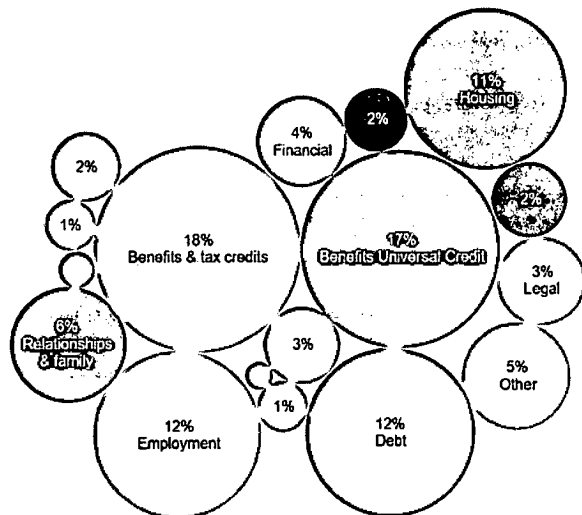 11%
Housing
2%
4%
Financial
2%
2%
1%
18%
Benefits & tax credits
17%
Benefits Universal Credit
3%
Legal
6%
Relationships
& family
3%
5%
Other
1%
12%
Employment
12%
Debt